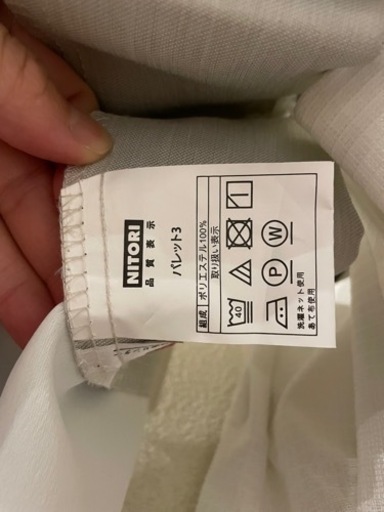 NITORI
品質表示
パレット3
組成 ポリエステル100%
取り扱い表示
40
P W
洗濯ネット使用
あて布使用